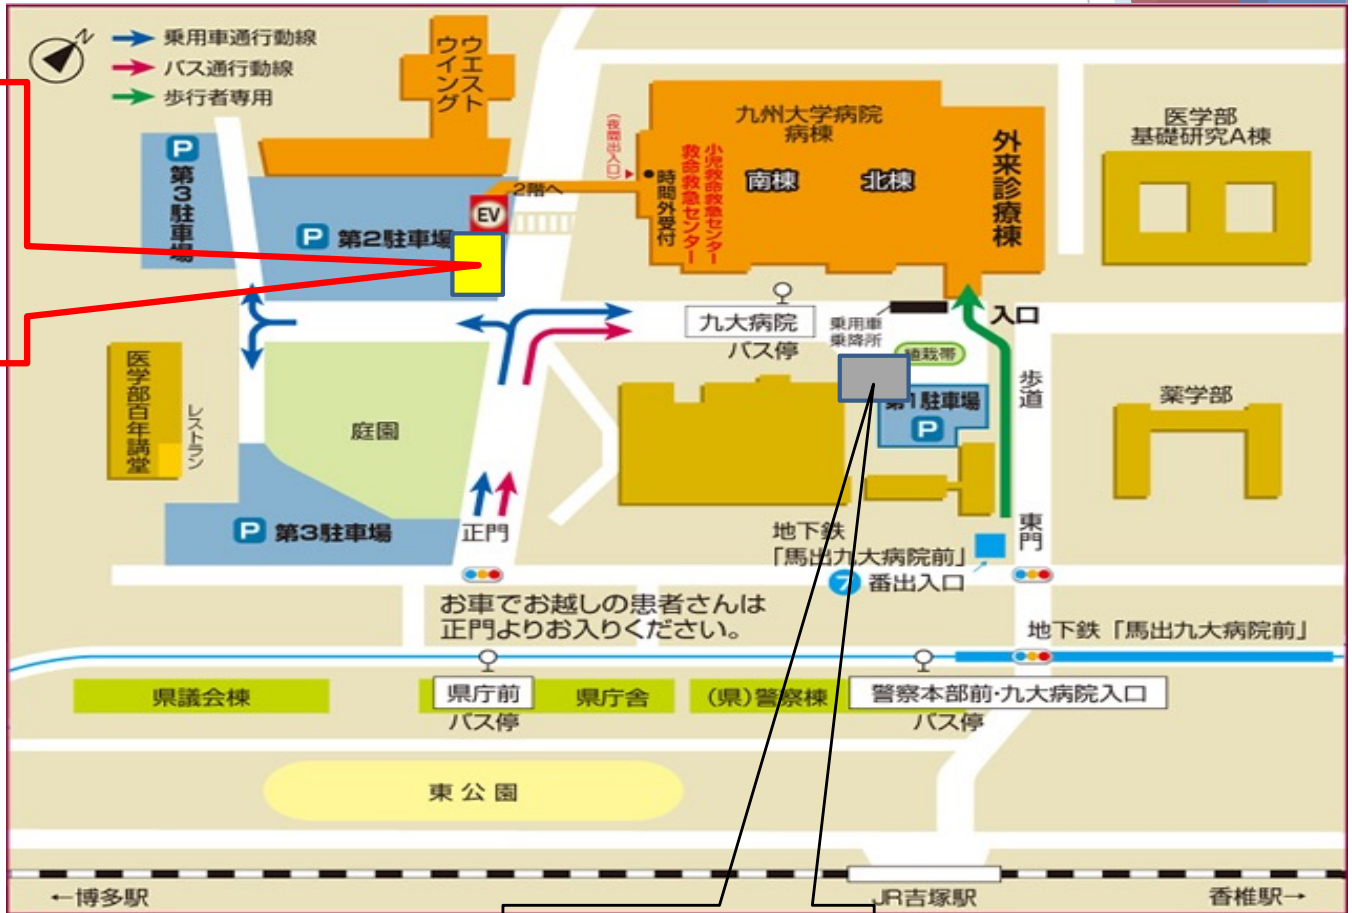 N
乗用車通行動線
バス通行動線
歩行者専用
ウエスト
ウイング
P 第3駐車場
P 第2駐車場
EV
2階へ
(夜間出入口)
時間外受付
小児救命救急センター
救命救急センター
九州大学病院
病棟
南棟
北棟
外来診療棟
医学部
基礎研究A棟
九大病院
バス停
乗用車
乗降所
植栽帯
入口
歩道
第1駐車場
P
薬学部
医学部百年講堂
レストラン
庭園
P 第3駐車場
正門
地下鉄
「馬出九大病院前」
7 番出入口
東門
お車でお越しの患者さんは
正門よりお入りください。
地下鉄「馬出九大病院前」
県議会棟
県庁前
バス停
県庁舎
(県)警察棟
警察本部前・九大病院入口
バス停
東公園
←博多駅
JR吉塚駅
香椎駅→